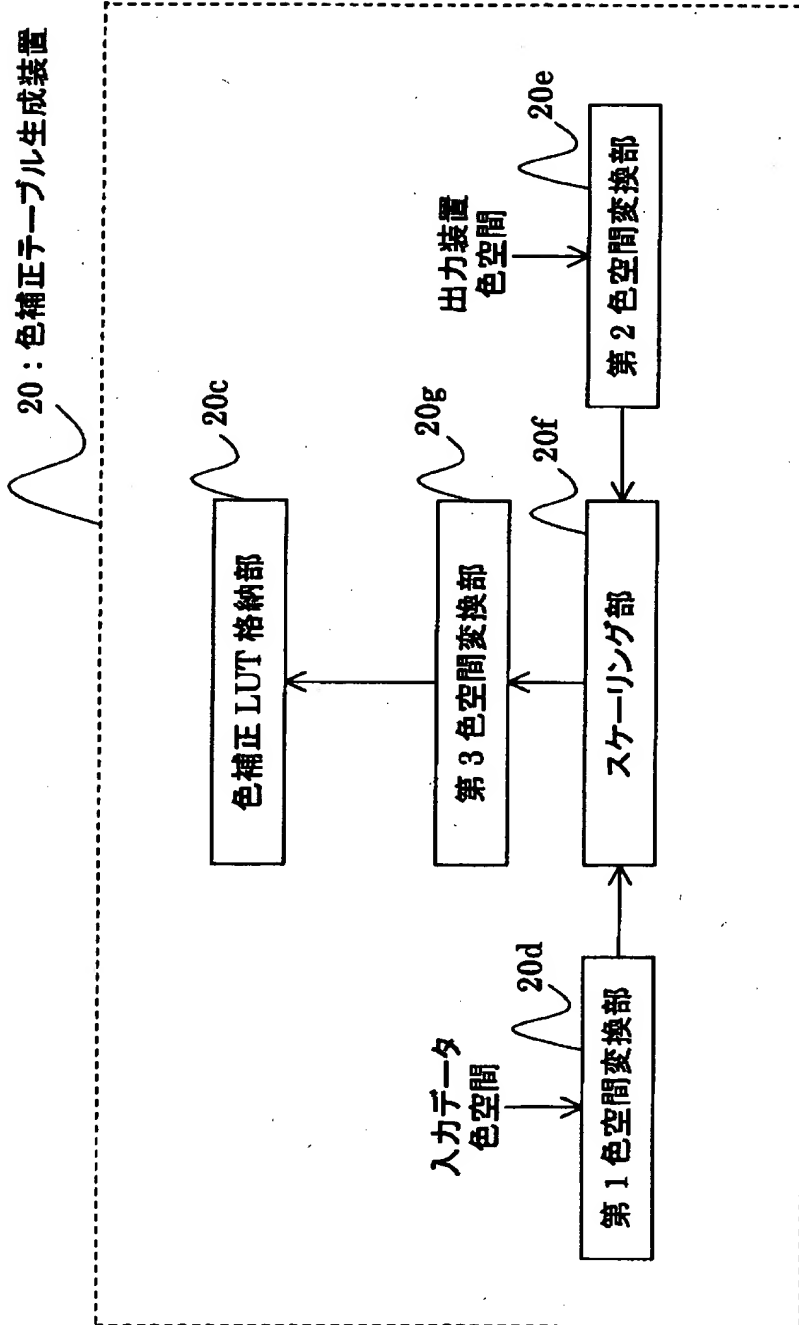 20：色補正テーブル生成装置
20c
色補正 LUT 格納部
20g
第3色空間変換部
20f
スケーリング部
出力装置
色空間
20e
第2色空間変換部
入力データ
色空間
20d
第1色空間変換部